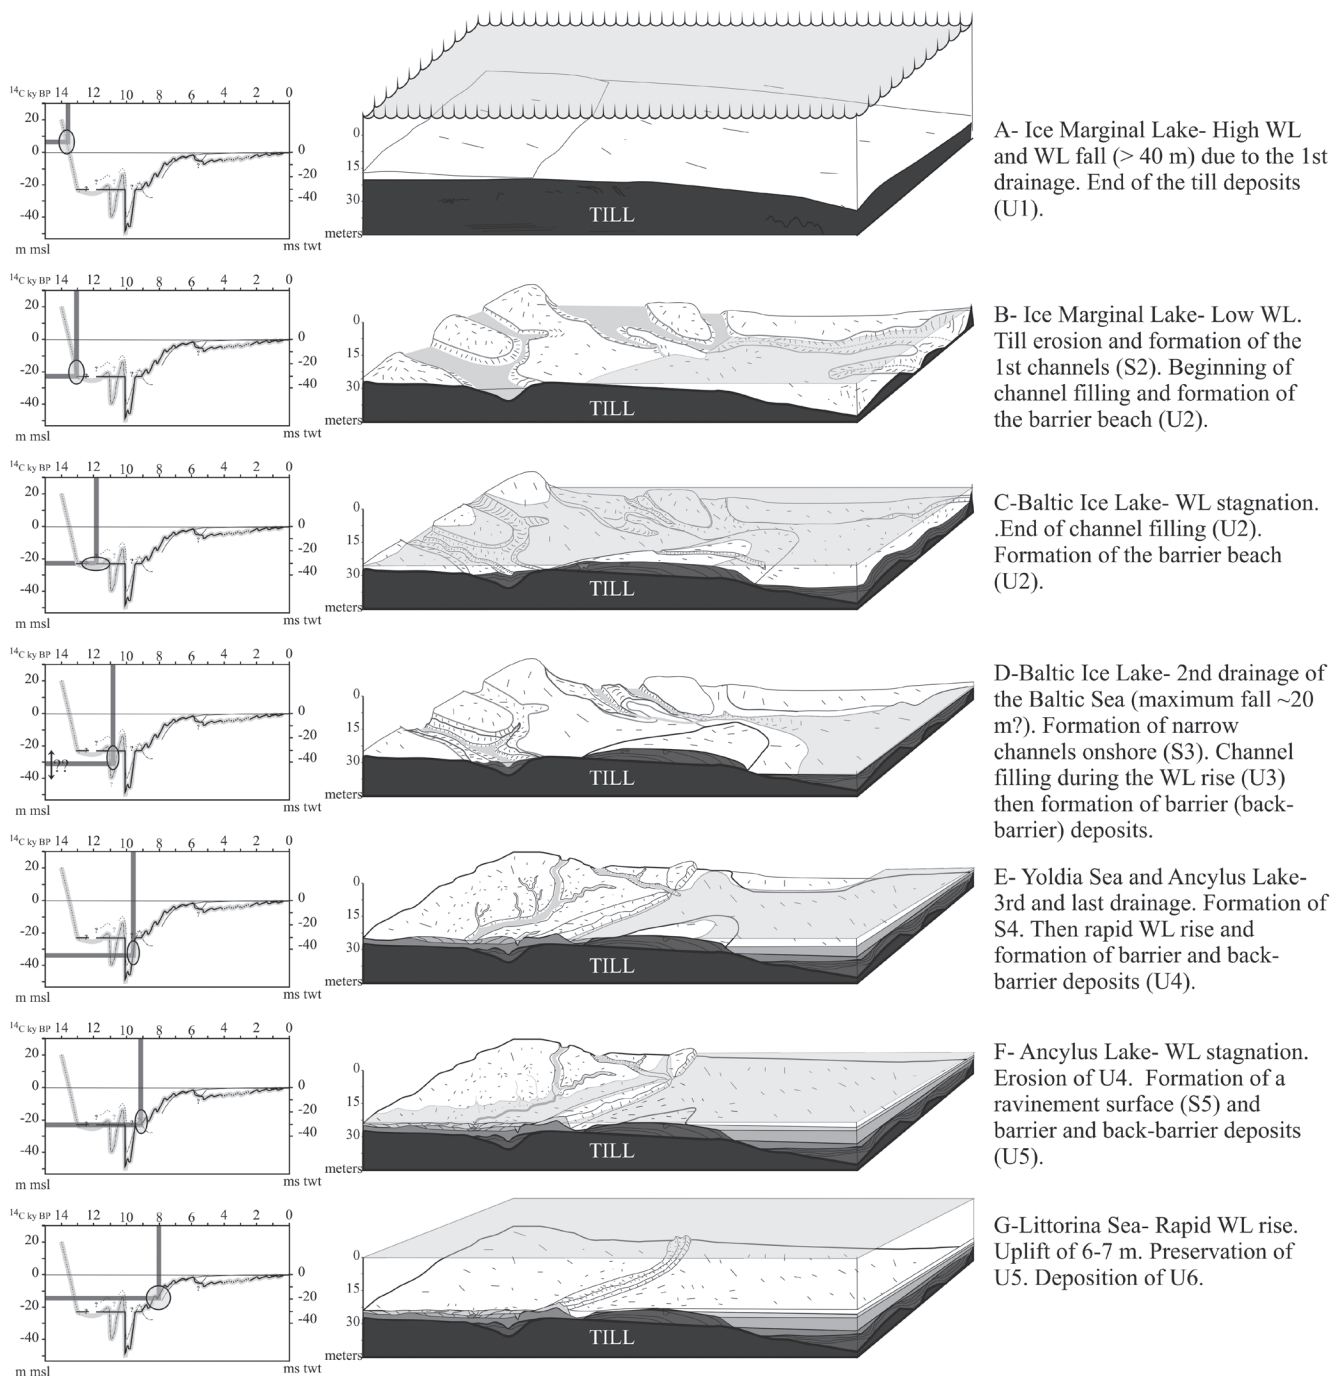 ¹⁴C ky BP 14 12 10 8 6 4 2 0
20
0 0
-20 -20
-40 -40
m msl ms twt
0
15
30
meters
TILL
A- Ice Marginal Lake- High WL
and WL fall (> 40 m) due to the 1st
drainage. End of the till deposits
(U1).
¹⁴C ky BP 14 12 10 8 6 4 2 0
20
0 0
-20 -20
-40
-40
m msl ms twt
0
15
30
meters
TILL
B- Ice Marginal Lake- Low WL.
Till erosion and formation of the
1st channels (S2). Beginning of
channel filling and formation of
the barrier beach (U2).
¹⁴C ky BP 14 12 10 8 6 4 2 0
20
0 0
-20 -20
-40
-40
m msl ms twt
0
15
30
meters
TILL
C-Baltic Ice Lake- WL stagnation.
.End of channel filling (U2).
Formation of the barrier beach
(U2).
¹⁴C ky BP 14 12 10 8 6 4 2 0
20
0 0
-20 -20
-40
-40
??
m msl ms twt
0
15
30
meters
TILL
D-Baltic Ice Lake- 2nd drainage of
the Baltic Sea (maximum fall ~20
m?). Formation of narrow
channels onshore (S3). Channel
filling during the WL rise (U3)
then formation of barrier (back-
barrier) deposits.
¹⁴C ky BP 14 12 10 8 6 4 2 0
20
0 0
-20 -20
-40
-40
m msl ms twt
0
15
30
meters
TILL
E- Yoldia Sea and Ancylus Lake-
3rd and last drainage. Formation of
S4. Then rapid WL rise and
formation of barrier and back-
barrier deposits (U4).
¹⁴C ky BP 14 12 10 8 6 4 2 0
20
0 0
-20 -20
-40
-40
m msl ms twt
0
15
30
meters
TILL
F- Ancylus Lake- WL stagnation.
Erosion of U4. Formation of a
ravinement surface (S5) and
barrier and back-barrier deposits
(U5).
¹⁴C ky BP 14 12 10 8 6 4 2 0
20
0 0
-20 -20
-40
-40
m msl ms twt
0
15
30
meters
TILL
G-Littorina Sea- Rapid WL rise.
Uplift of 6-7 m. Preservation of
U5. Deposition of U6.